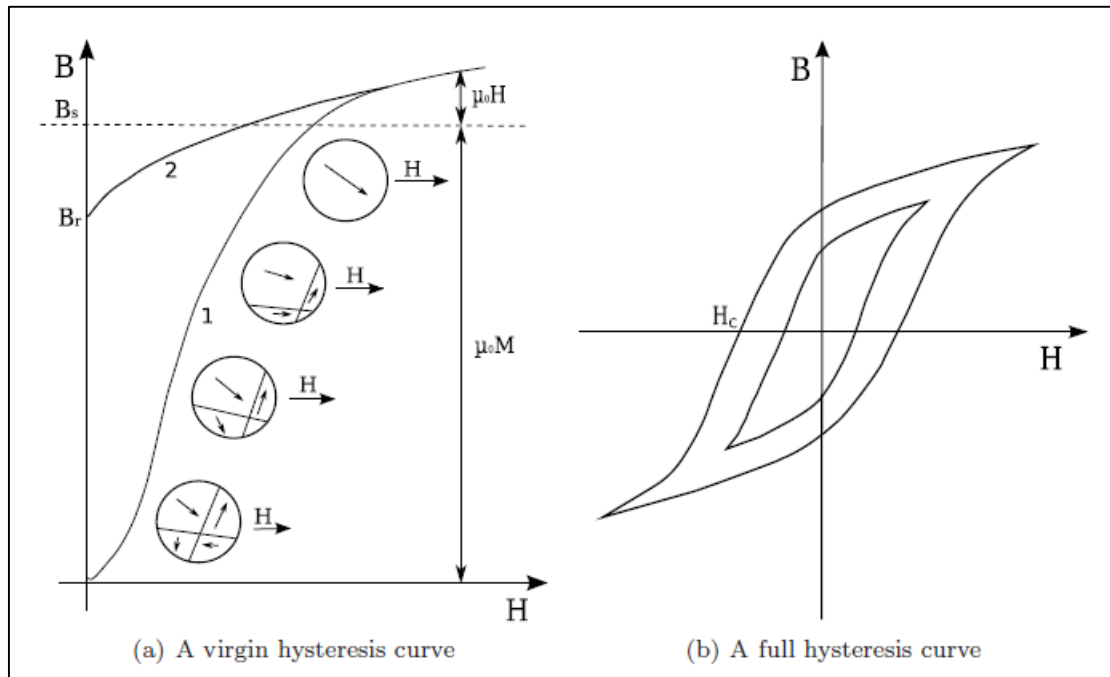 B
Bs
μ₀H
H
2
Br
H
1
H
μ₀M
H
H
(a) A virgin hysteresis curve
B
Hc
H
(b) A full hysteresis curve